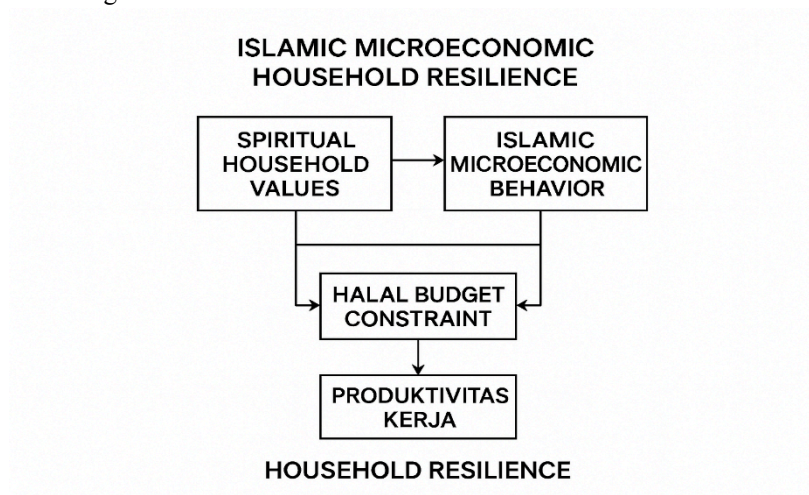 ISLAMIC MICROECONOMIC
HOUSEHOLD RESILIENCE
SPIRITUAL
HOUSEHOLD
VALUES
ISLAMIC
MICROECONOMIC
BEHAVIOR
HALAL BUDGET
CONSTRAINT
PRODUKTIVITAS
KERJA
HOUSEHOLD RESILIENCE